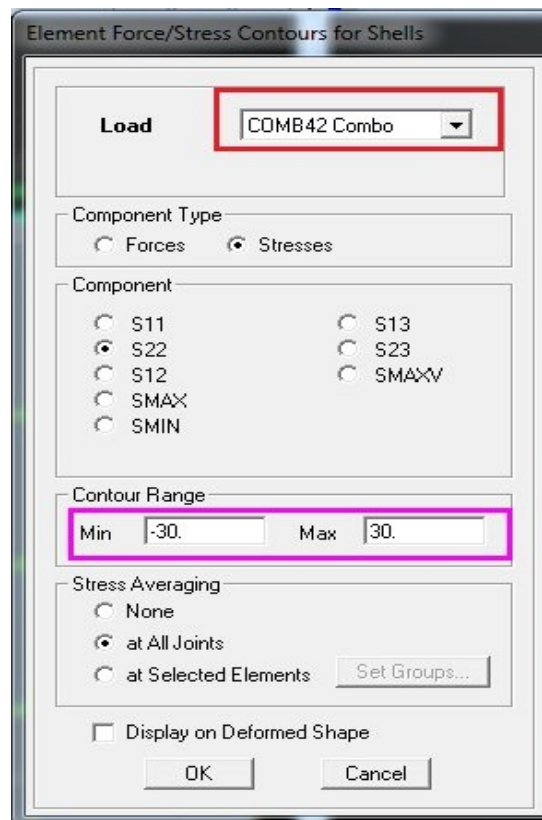 Element Force/Stress Contours for Shells
Load COMB42 Combo
Component Type
Forces Stresses
Component
S11 S13
S22 S23
S12 SMAXV
SMAX
SMIN
Contour Range
Min -30. Max 30.
Stress Averaging
None
at All Joints
at Selected Elements Set Groups...
Display on Deformed Shape
OK Cancel